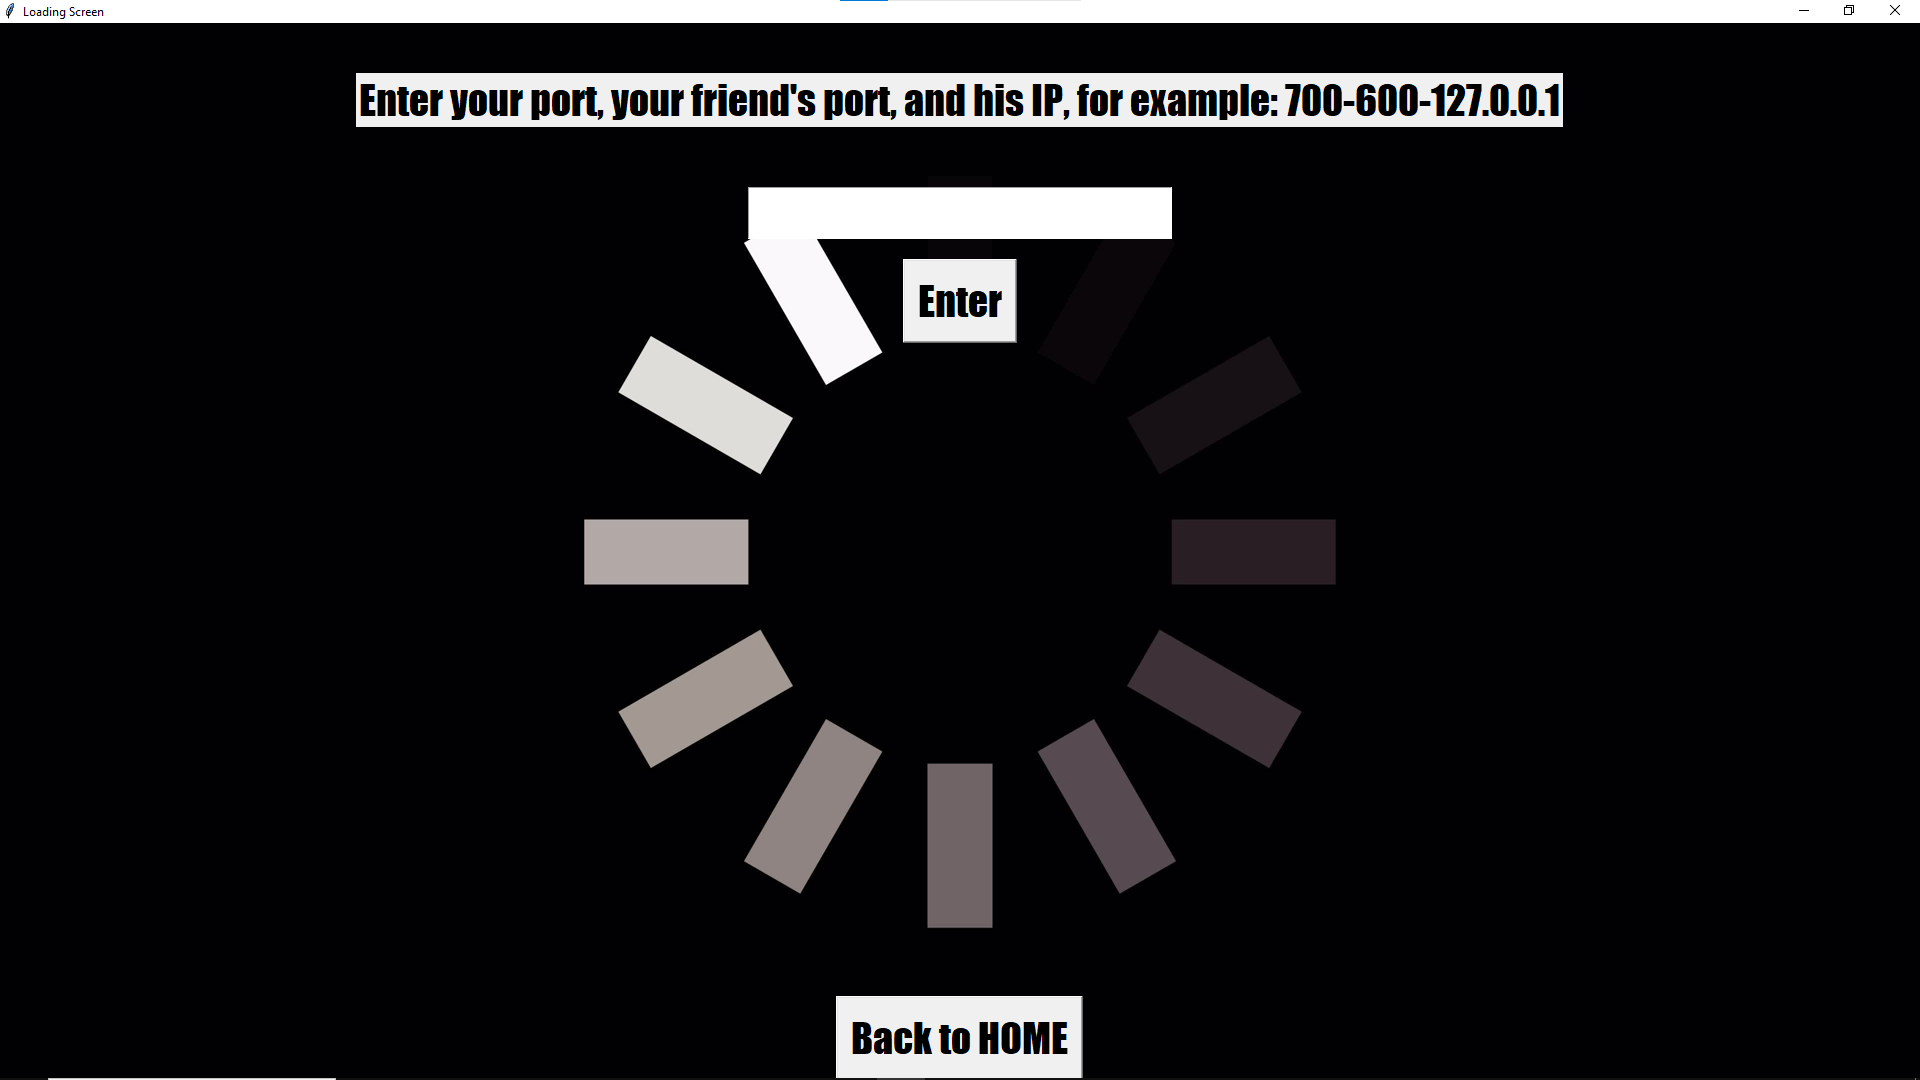 Loading Screen
Enter your port, your friend's port, and his IP, for example: 700-600-127.0.0.1
Enter
Back to HOME